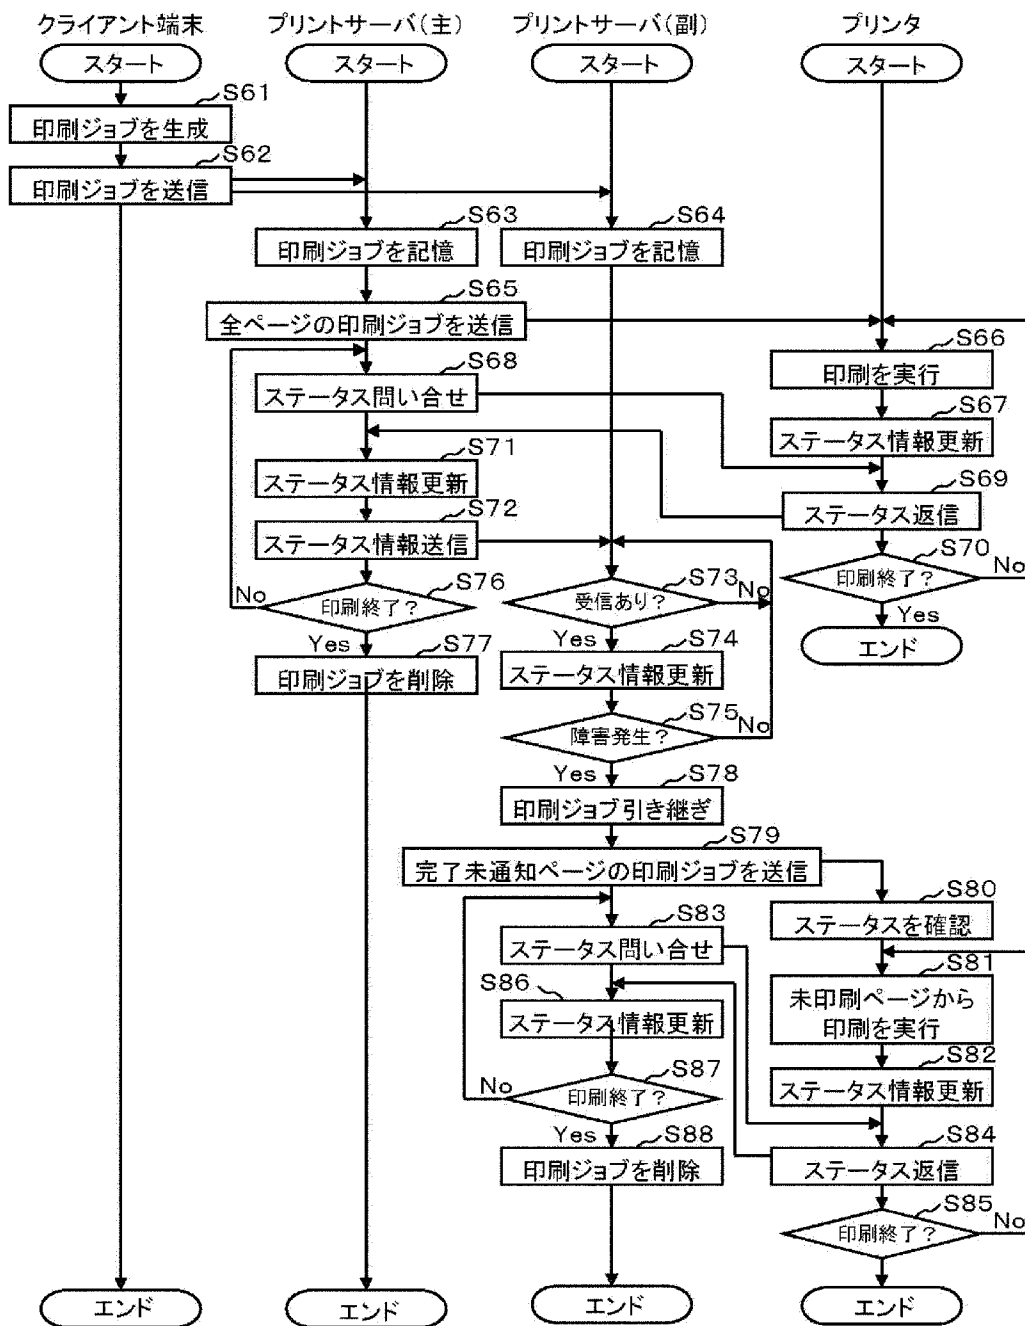 クライアント端末
プリントサーバ(主)
プリントサーバ(副)
プリンタ
スタート
スタート
スタート
スタート
S61
印刷ジョブを生成
S62
印刷ジョブを送信
S63
印刷ジョブを記憶
S64
印刷ジョブを記憶
S65
全ページの印刷ジョブを送信
S66
印刷を実行
S67
ステータス情報更新
S68
ステータス問い合せ
S69
ステータス返信
S70
印刷終了?
No
Yes
エンド
S71
ステータス情報更新
S72
ステータス情報送信
S73
受信あり?
No
Yes
S74
ステータス情報更新
S75
障害発生?
No
Yes
S76
印刷終了?
No
Yes
S77
印刷ジョブを削除
S78
印刷ジョブ引き継ぎ
S79
完了未通知ページの印刷ジョブを送信
S80
ステータスを確認
S81
未印刷ページから
印刷を実行
S82
ステータス情報更新
S83
ステータス問い合せ
S84
ステータス返信
S85
印刷終了?
No
S86
ステータス情報更新
S87
印刷終了?
No
Yes
S88
印刷ジョブを削除
エンド
エンド
エンド
エンド